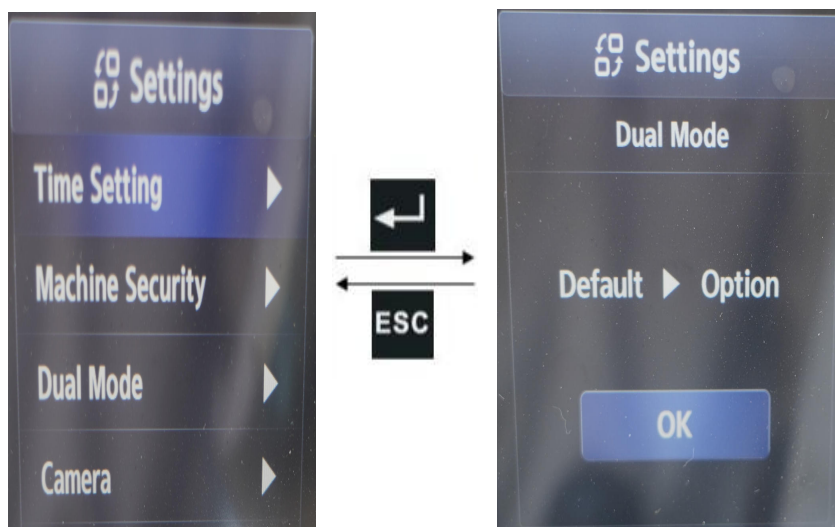 Settings
Time Setting
Machine Security
Dual Mode
Camera
ESC
Settings
Dual Mode
Default ▶ Option
OK